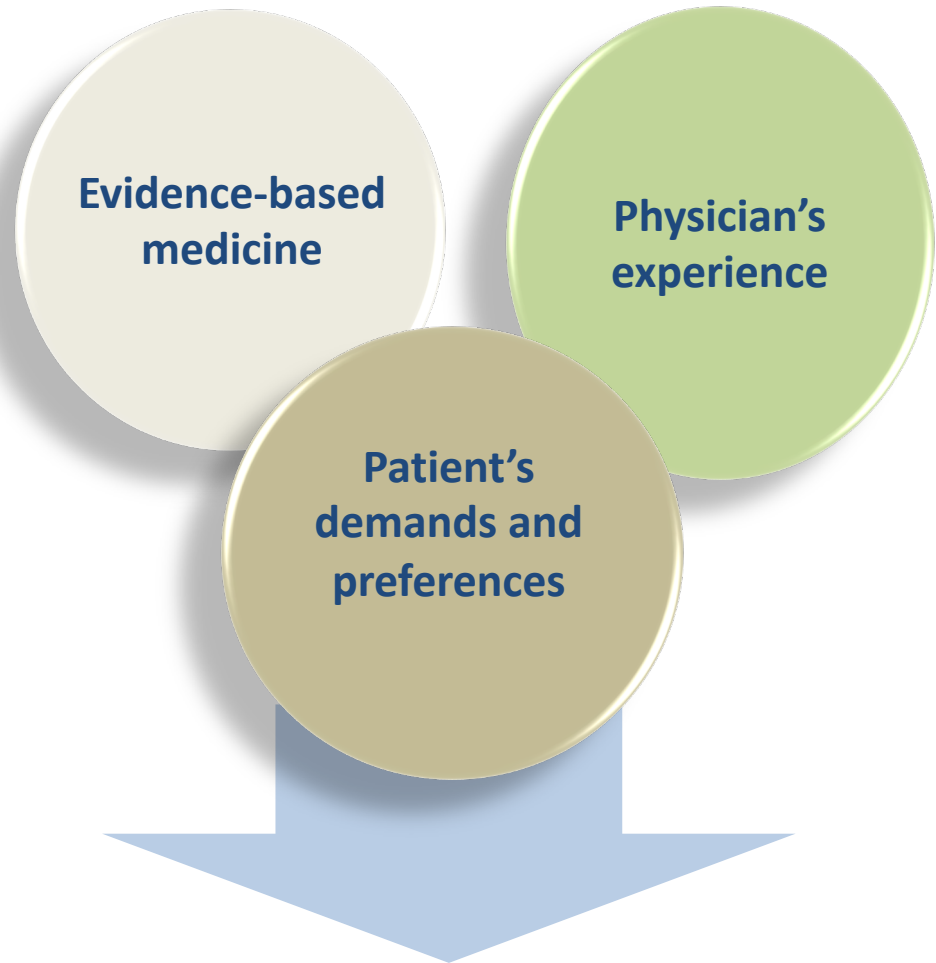 Evidence-based
medicine
Physician’s
experience
Patient’s
demands and
preferences